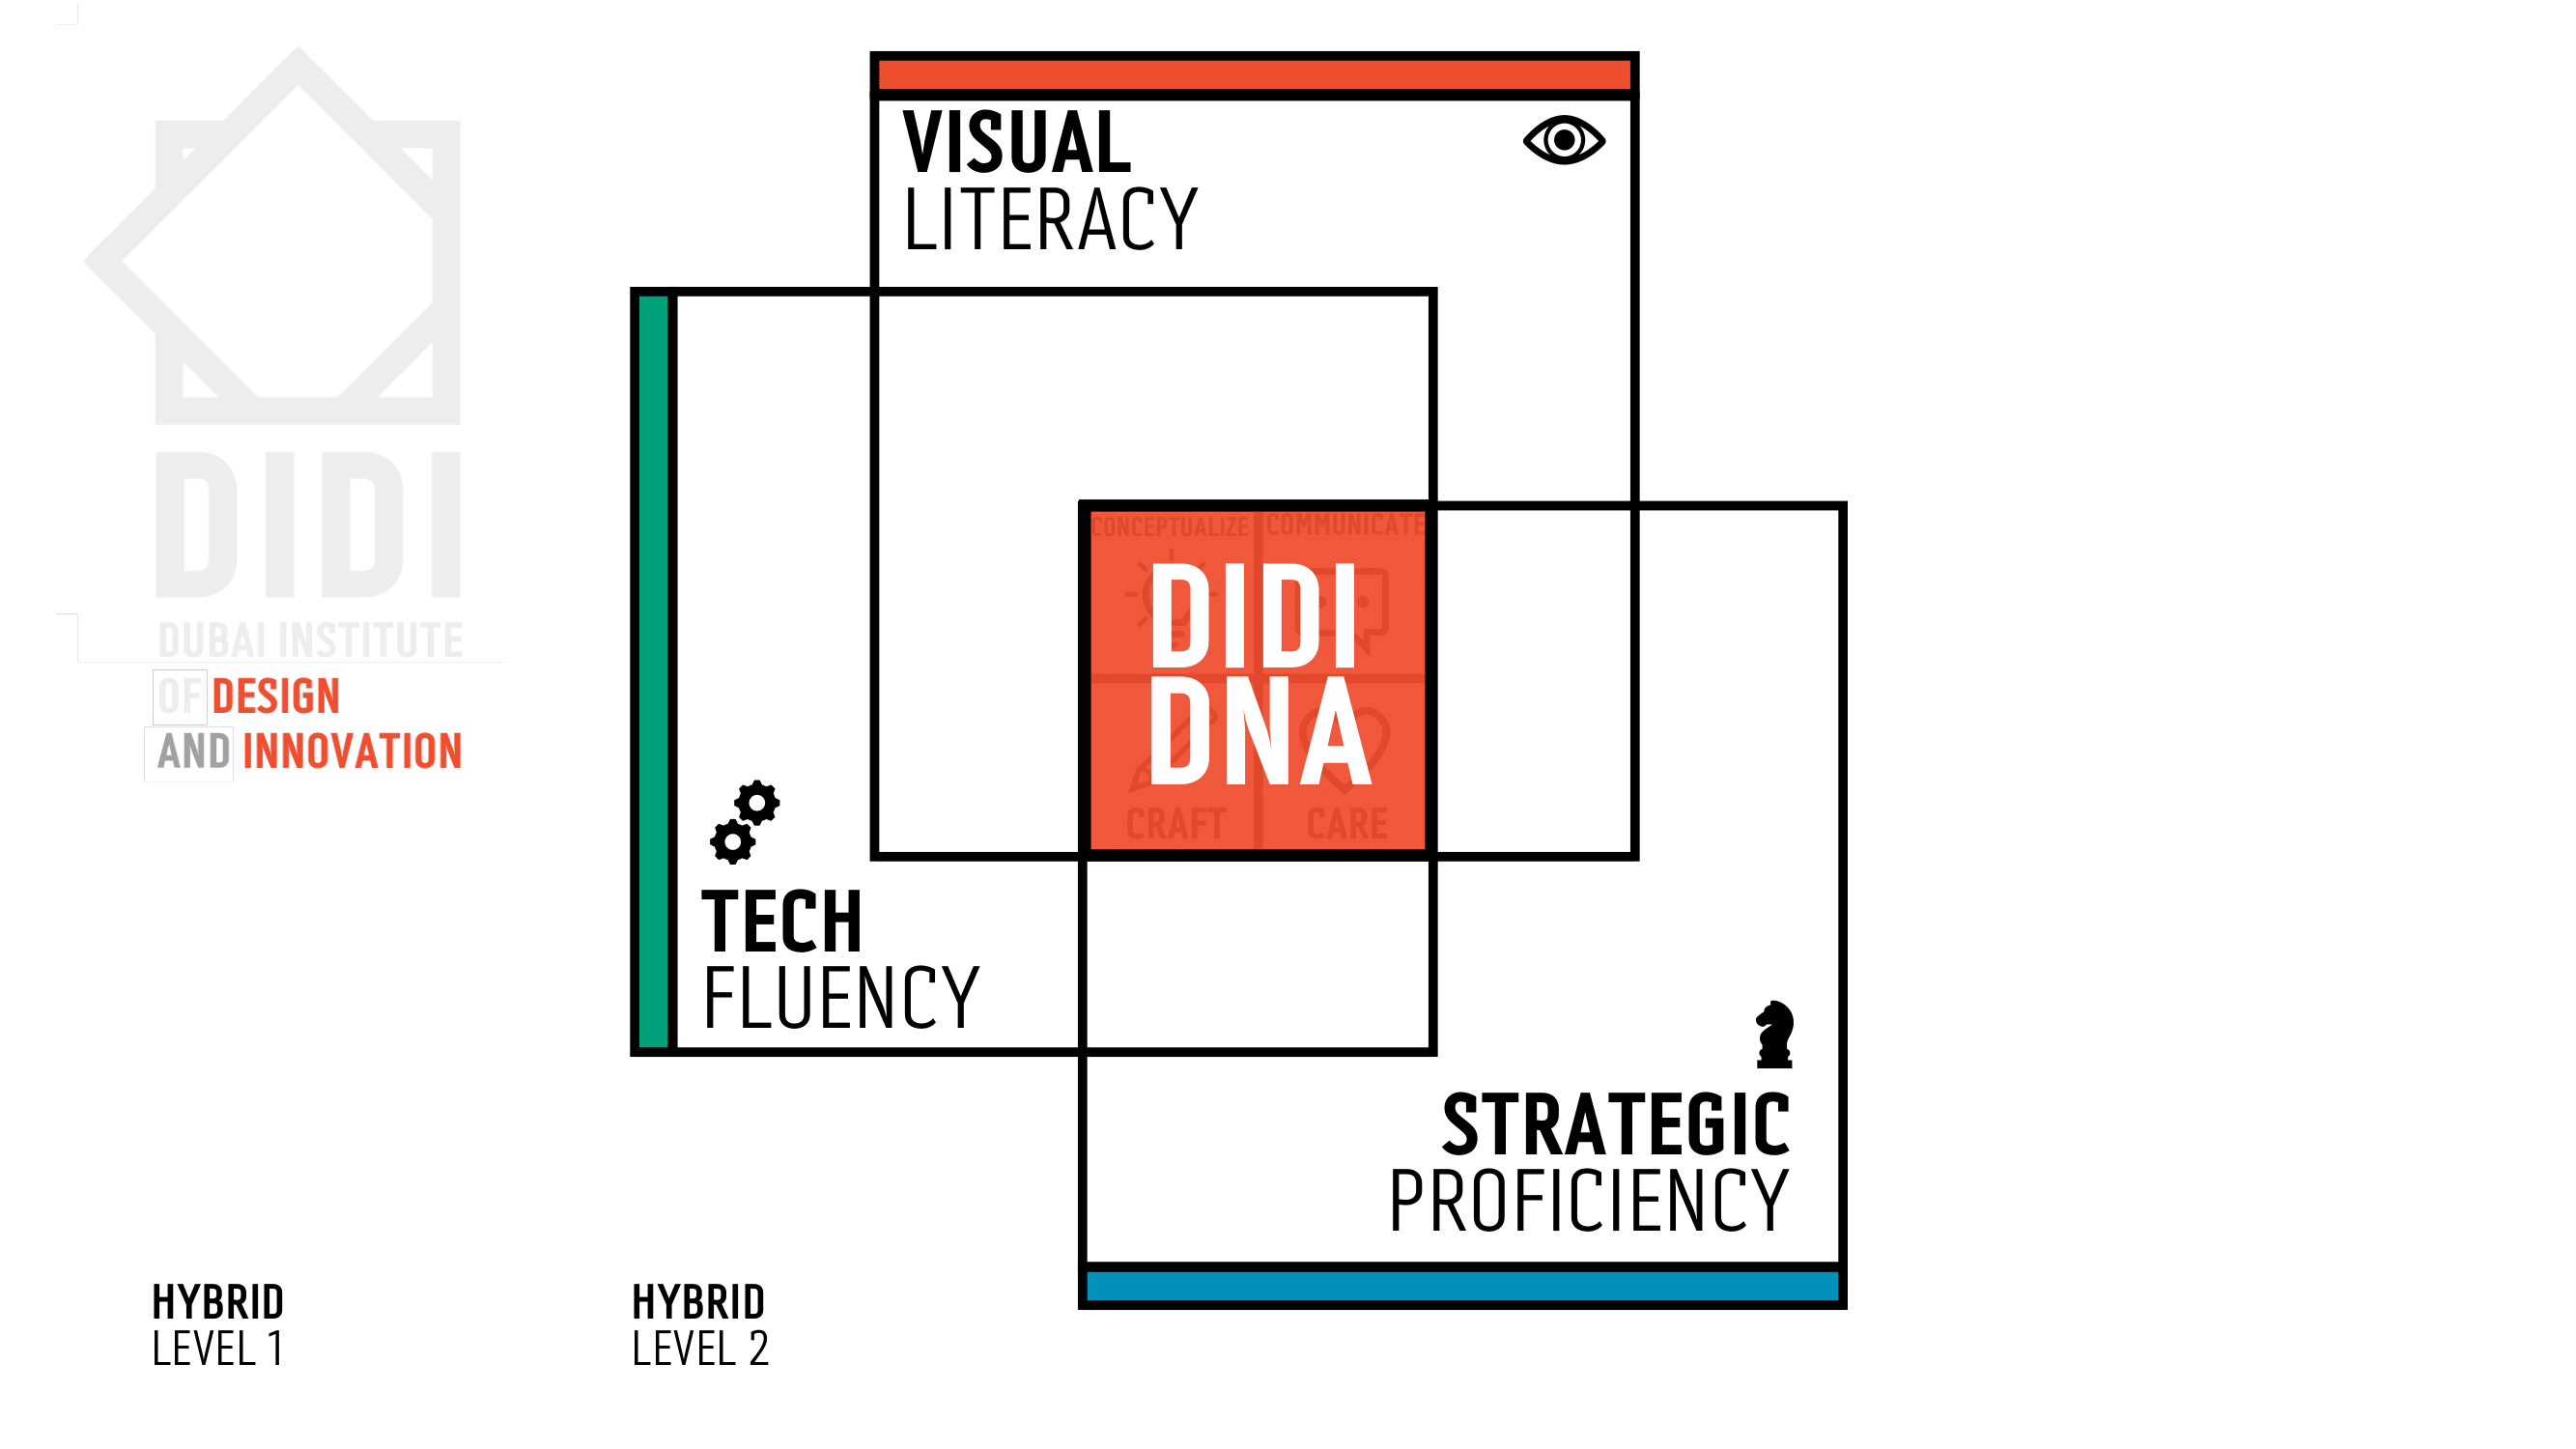 DIDI
DUBAI INSTITUTE
OF DESIGN
AND INNOVATION
VISUAL
LITERACY
CONCEPTUALIZE COMMUNICATE
DIDI
DNA
CRAFT CARE
TECH
FLUENCY
STRATEGIC
PROFICIENCY
HYBRID
LEVEL 1
HYBRID
LEVEL 2